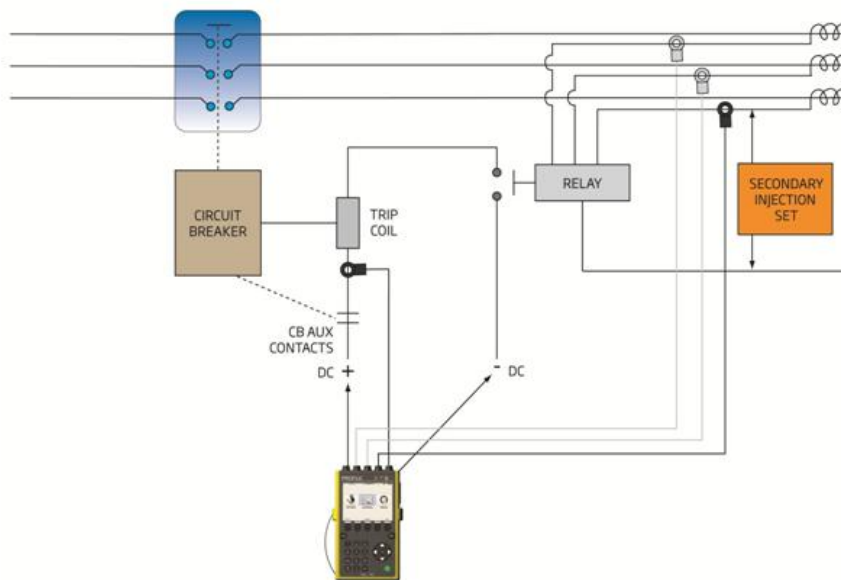 RELAY
SECONDARY
INJECTION
SET
CIRCUIT
BREAKER
TRIP
COIL
CB AUX
CONTACTS
DC +
- DC